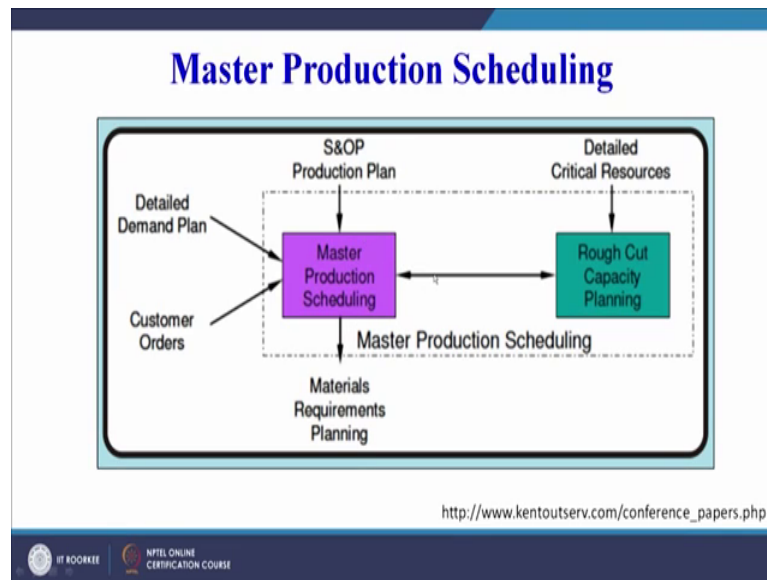 Master Production Scheduling
S&OP
Production Plan
Detailed
Critical Resources
Detailed
Demand Plan
Master
Production
Scheduling
Rough Cut
Capacity
Planning
Customer
Orders
Master Production Scheduling
Materials
Requirements
Planning
http://www.kentoutserv.com/conference_papers.php
IIT ROORKEE
NPTEL ONLINE
CERTIFICATION COURSE